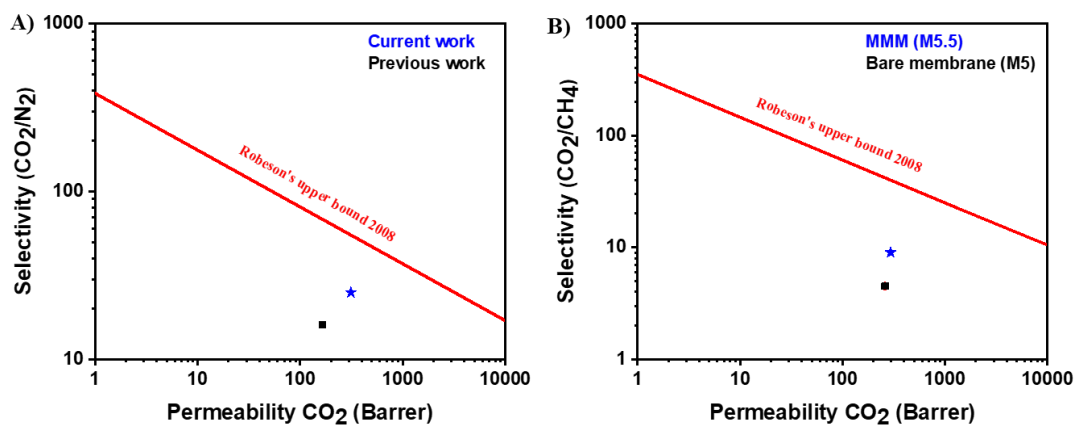 A)
1000
100
10
Selectivity (CO2/N2)
Current work
Previous work
Robeson's upper bound 2008
1
10
100
1000
10000
Permeability CO2 (Barrer)
B)
1000
100
10
1
Selectivity (CO2/CH4)
MMM (M5.5)
Bare membrane (M5)
Robeson's upper bound 2008
1
10
100
1000
10000
Permeability CO2 (Barrer)